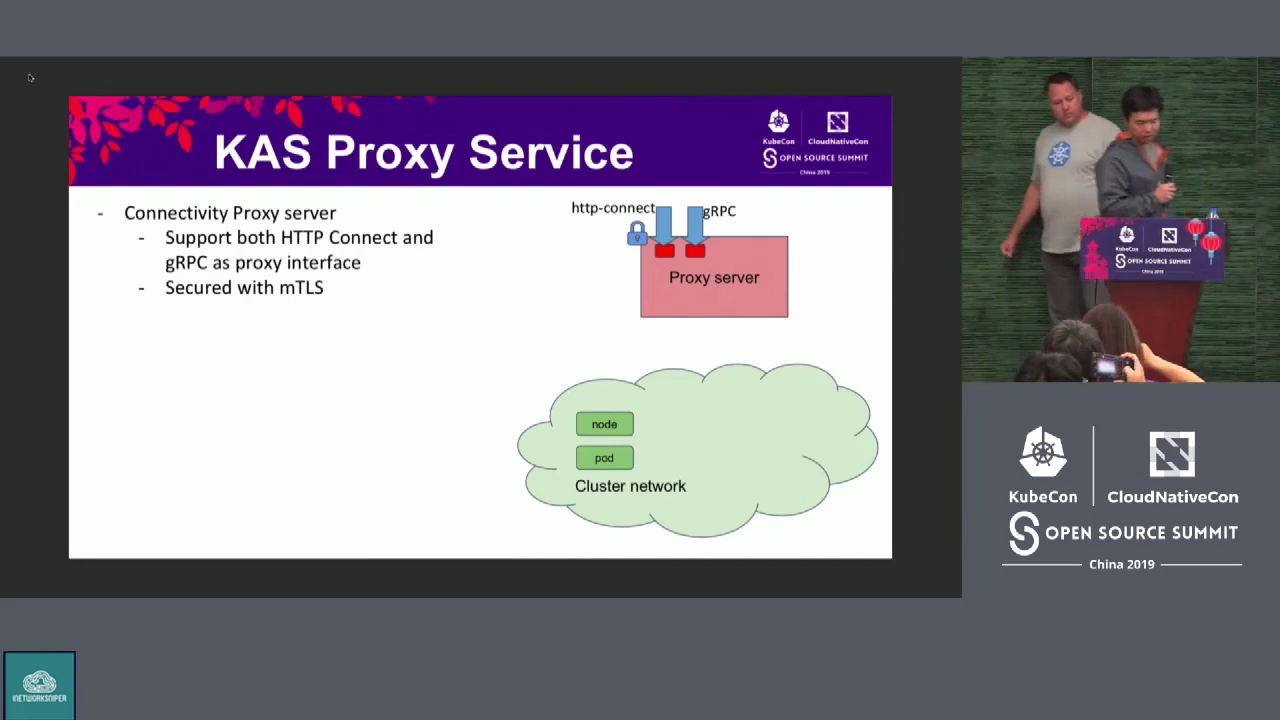 KAS Proxy Service
KubeCon
CloudNativeCon
OPEN SOURCE SUMMIT
China 2019
- Connectivity Proxy server
- Support both HTTP Connect and
gRPC as proxy interface
- Secured with mTLS
http-connect
gRPC
Proxy server
node
pod
Cluster network
KubeCon
CloudNativeCon
OPEN SOURCE SUMMIT
China 2019
KubeCon
CloudNativeCon
OPEN SOURCE SUMMIT
China 2019
INETWORKSNIPER